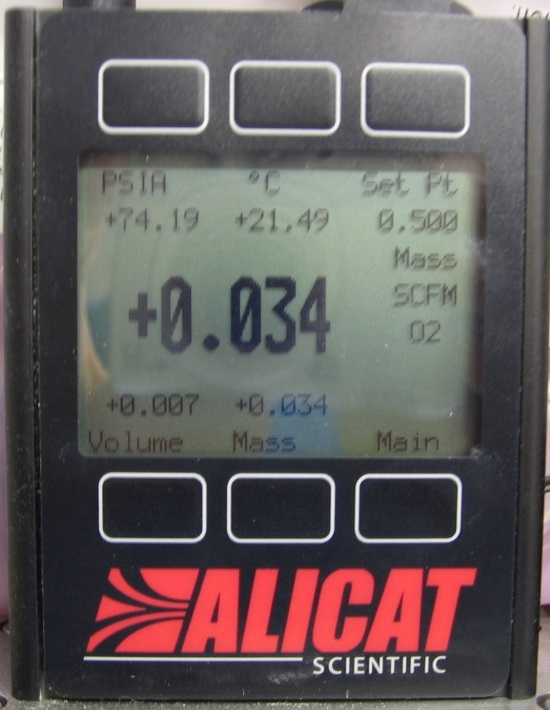 PSIA °C Set Pt
+74.19 +21.49 0.500
Mass
SCFM
+0.034
O2
+0.007 +0.034
Volume Mass Main
ALICAT
SCIENTIFIC